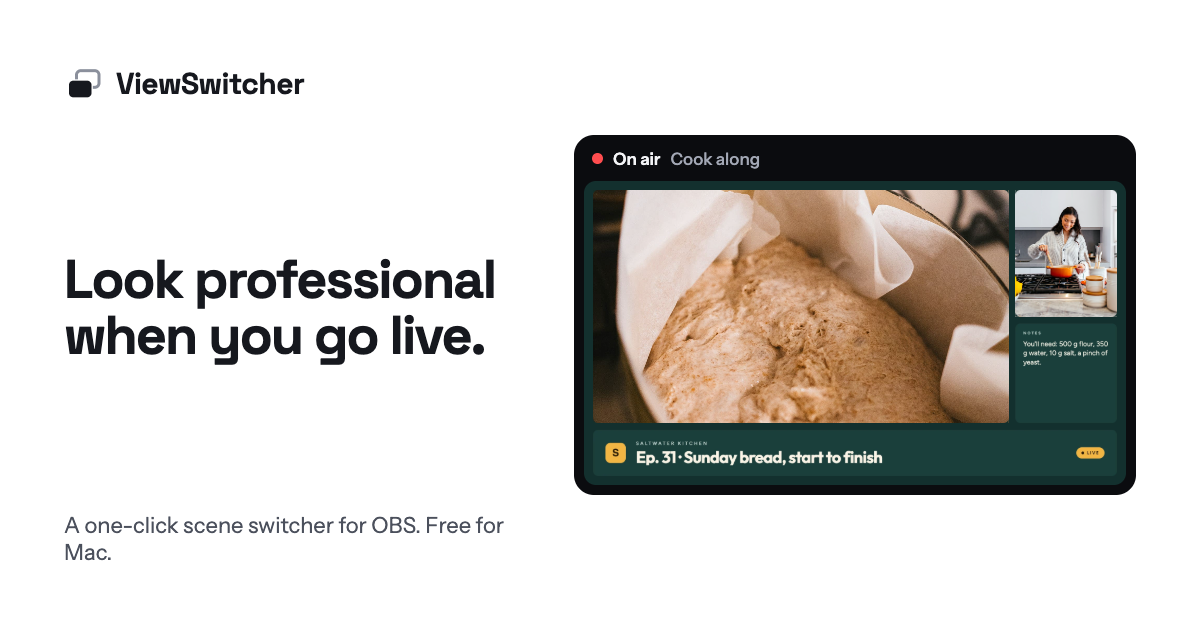 ViewSwitcher
Look professional
when you go live.
A one-click scene switcher for OBS. Free for
Mac.
On air Cook along
NOTES
You'll need: 500 g flour, 350
g water, 10 g salt, a pinch of
yeast.
S
SALTWATER KITCHEN
Ep. 31 · Sunday bread, start to finish
LIVE